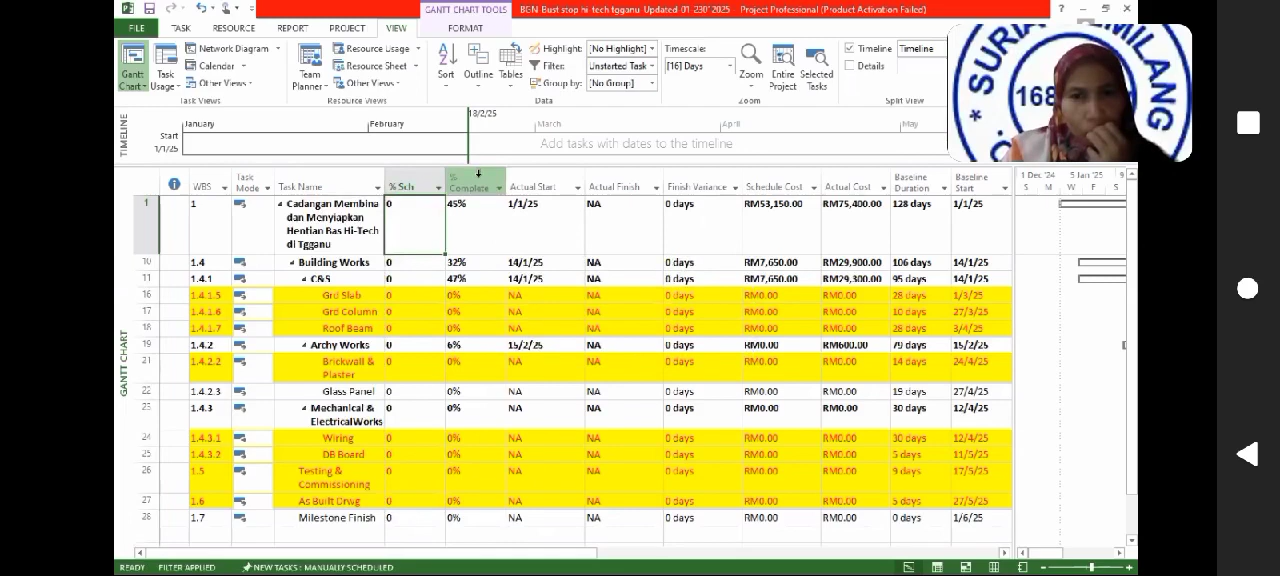 GANTT CHART TOOLS
BGN-Bust stop hi-tech tgganu-Updated-01-2301'2025 - Project Professional (Product Activation Failed)
FILE TASK RESOURCE REPORT PROJECT VIEW FORMAT
Gantt Chart
Task Usage
Network Diagram
Calendar
Other Views
Task Views
Team Planner
Resource Usage
Resource Sheet
Other Views
Resource Views
Sort
Outline
Tables
Highlight: [No Highlight]
Filter: Unstarted Task
Group by: [No Group]
Data
Timescale:
[16] Days
Zoom
Entire Project
Selected Tasks
Zoom
Timeline Timeline
Details
Split View
SURIA
168
EMILANG
TIMELINE
18/2/25
January February March April May
Start
1/1/25
Add tasks with dates to the timeline
WBS Task Mode Task Name % Sch % Complete Actual Start Actual Finish Finish Variance Schedule Cost Actual Cost Baseline Duration Baseline Start
1 Dec '24 5 Jan '25 9
S M W F S
GANTT CHART
1 1 Cadangan Membina dan Menyiapkan Hentian Bas Hi-Tech di Tgganu 0 45% 1/1/25 NA 0 days RM53,150.00 RM75,400.00 128 days 1/1/25
10 1.4 Building Works 0 32% 14/1/25 NA 0 days RM7,650.00 RM29,900.00 106 days 14/1/25
11 1.4.1 C&S 0 47% 14/1/25 NA 0 days RM7,650.00 RM29,300.00 95 days 14/1/25
16 1.4.1.5 Grd Slab 0 0% NA NA 0 days RM0.00 RM0.00 28 days 1/3/25
17 1.4.1.6 Grd Column 0 0% NA NA 0 days RM0.00 RM0.00 10 days 27/3/25
18 1.4.1.7 Roof Beam 0 0% NA NA 0 days RM0.00 RM0.00 28 days 3/4/25
19 1.4.2 Archy Works 0 6% 15/2/25 NA 0 days RM0.00 RM600.00 79 days 15/2/25
21 1.4.2.2 Brickwall & Plaster 0 0% NA NA 0 days RM0.00 RM0.00 14 days 24/4/25
22 1.4.2.3 Glass Panel 0 0% NA NA 0 days RM0.00 RM0.00 19 days 27/4/25
23 1.4.3 Mechanical & ElectricalWorks 0 0% NA NA 0 days RM0.00 RM0.00 30 days 12/4/25
24 1.4.3.1 Wiring 0 0% NA NA 0 days RM0.00 RM0.00 30 days 12/4/25
25 1.4.3.2 DB Board 0 0% NA NA 0 days RM0.00 RM0.00 5 days 11/5/25
26 1.5 Testing & Commissioning 0 0% NA NA 0 days RM0.00 RM0.00 9 days 17/5/25
27 1.6 As Built Drwg 0 0% NA NA 0 days RM0.00 RM0.00 5 days 27/5/25
28 1.7 Milestone Finish 0 0% NA NA 0 days RM0.00 RM0.00 0 days 1/6/25
READY FILTER APPLIED NEW TASKS : MANUALLY SCHEDULED